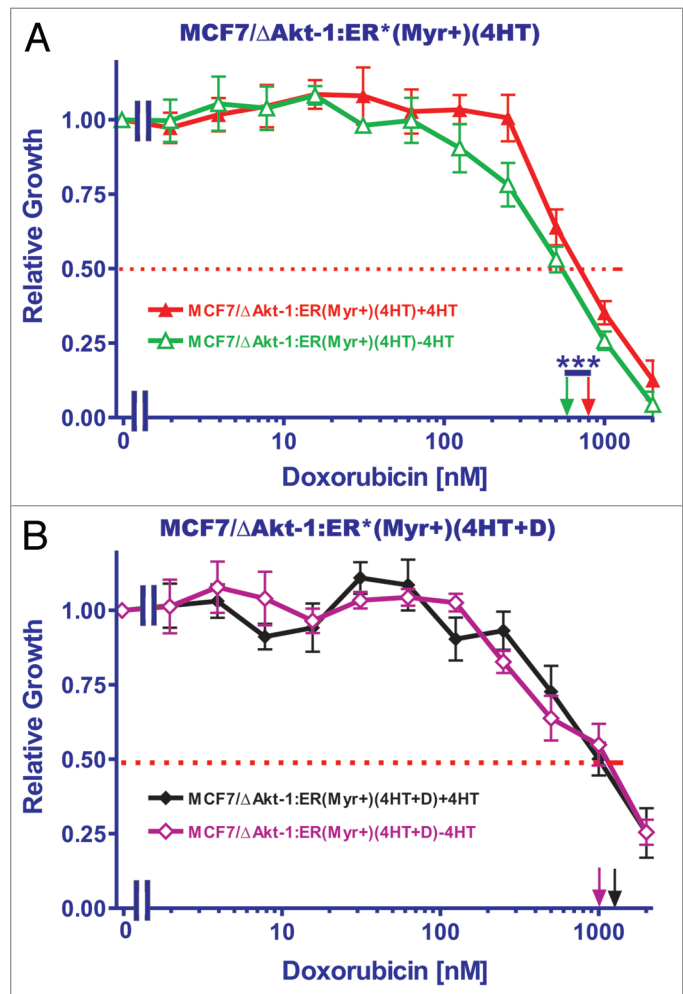 A
MCF7/ΔAkt-1:ER*(Myr+)(4HT)
Relative Growth
1.00
0.75
0.50
0.25
0.00
MCF7/ΔAkt-1:ER(Myr+)(4HT)+4HT
MCF7/ΔAkt-1:ER(Myr+)(4HT)-4HT
***
0 10 100 1000
Doxorubicin [nM]
B
MCF7/ΔAkt-1:ER*(Myr+)(4HT+D)
Relative Growth
1.00
0.75
0.50
0.25
0.00
MCF7/ΔAkt-1:ER(Myr+)(4HT+D)+4HT
MCF7/ΔAkt-1:ER(Myr+)(4HT+D)-4HT
0 10 100 1000
Doxorubicin [nM]